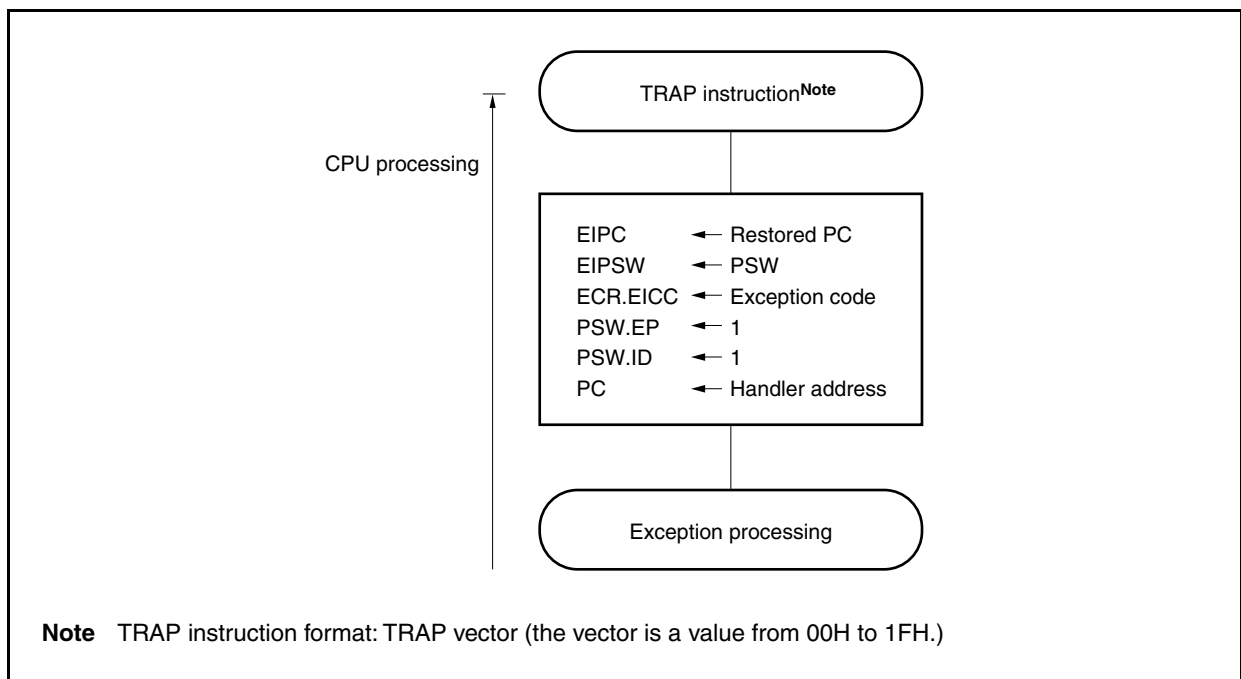 TRAP instructionNote
CPU processing
EIPC ← Restored PC
EIPSW ← PSW
ECR.EICC ← Exception code
PSW.EP ← 1
PSW.ID ← 1
PC ← Handler address
Exception processing
Note TRAP instruction format: TRAP vector (the vector is a value from 00H to 1FH.)